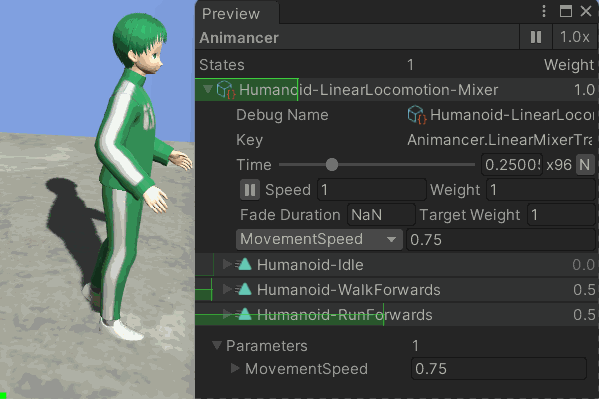 Preview
Animancer 1.0x
States 1 Weight
Humanoid-LinearLocomotion-Mixer 1.0
Debug Name Humanoid-LinearLocor
Key Animancer.LinearMixerTra
Time 0.2500 x96 N
Speed 1 Weight 1
Fade Duration NaN Target Weight 1
MovementSpeed 0.75
Humanoid-Idle 0.0
Humanoid-WalkForwards 0.5
Humanoid-RunForwards 0.5
Parameters 1
MovementSpeed 0.75